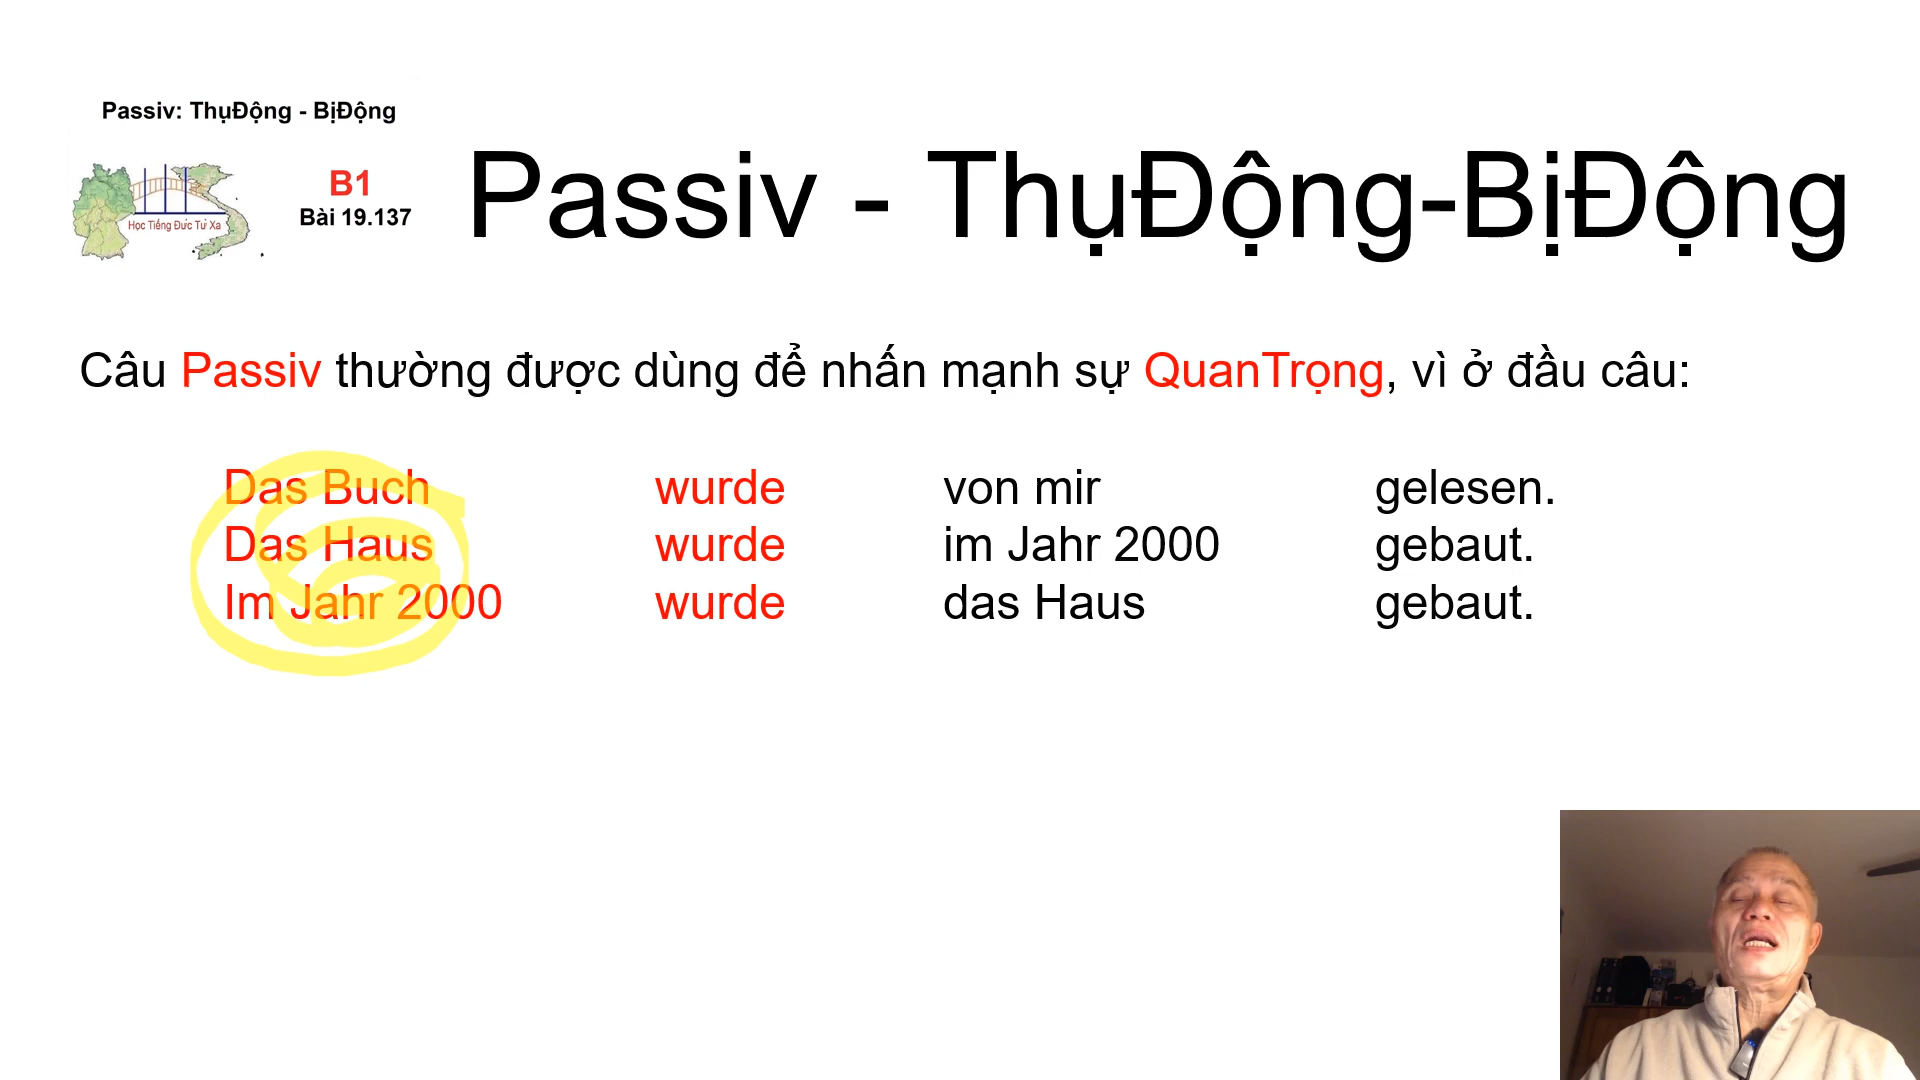 Passiv: ThụĐộng - BịĐộng
Passiv - ThụĐộng-BịĐộng
B1
Bài 19.137
Học Tiếng Đức Từ Xa
Câu Passiv thường được dùng để nhấn mạnh sự QuanTrọng, vì ở đầu câu:
Das Buch wurde von mir gelesen.
Das Haus wurde im Jahr 2000 gebaut.
Im Jahr 2000 wurde das Haus gebaut.